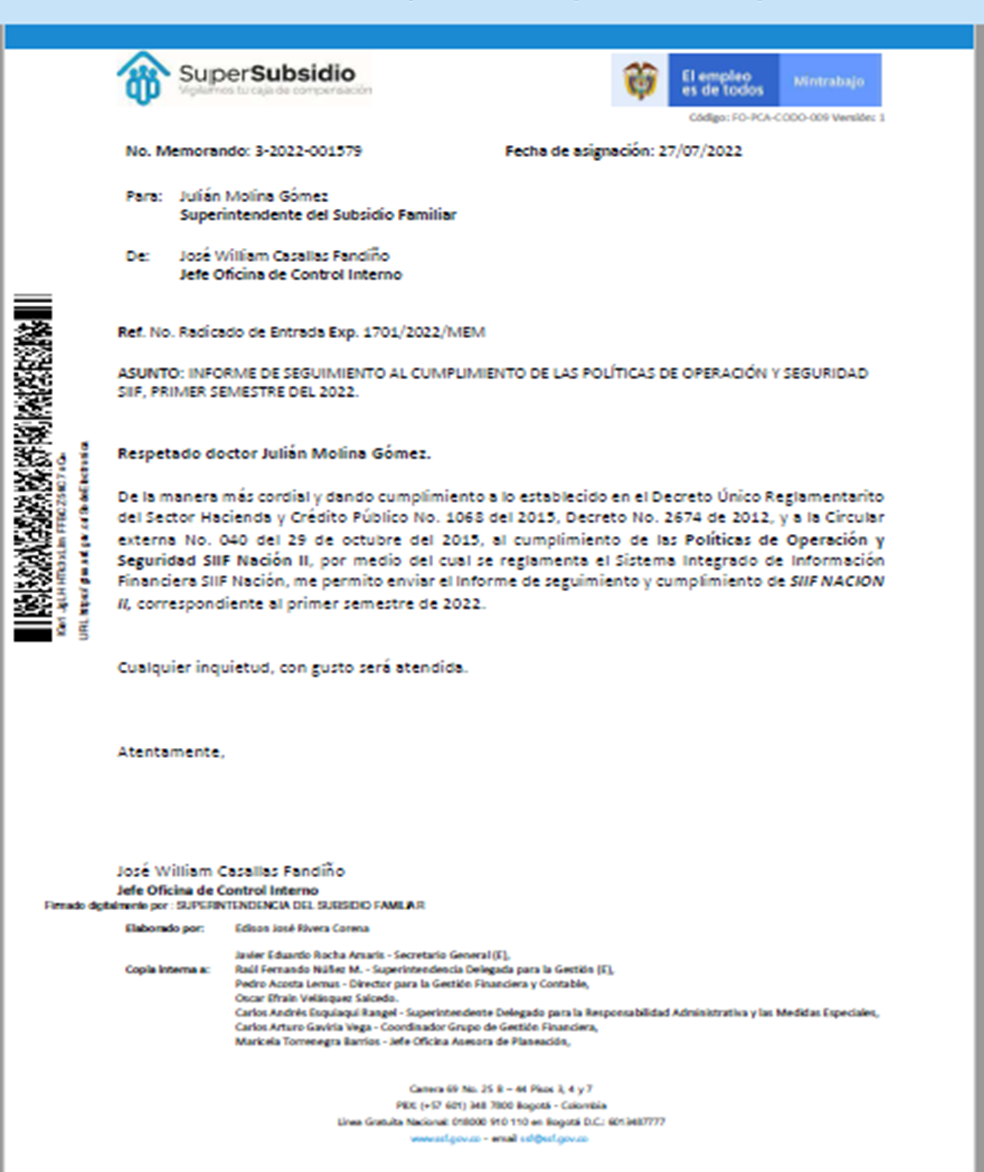 SuperSubsidio
Vigilamos tu caja de compensación
El empleo
es de todos
Mintrabajo
Código: FO-PCA-CODO-009 Versión: 1
No. Memorando: 3-2022-001579
Fecha de asignación: 27/07/2022
Para: Julián Molina Gómez
Superintendente del Subsidio Familiar
De: José William Casallas Fandiño
Jefe Oficina de Control Interno
Ref. No. Radicado de Entrada Exp. 1701/2022/MEM
ASUNTO: INFORME DE SEGUIMIENTO AL CUMPLIMIENTO DE LAS POLÍTICAS DE OPERACIÓN Y SEGURIDAD
SIIF, PRIMER SEMESTRE DEL 2022.
Respetado doctor Julián Molina Gómez.
De la manera más cordial y dando cumplimiento a lo establecido en el Decreto Único Reglamentarito
del Sector Hacienda y Crédito Público No. 1068 del 2015, Decreto No. 2674 de 2012, y a la Circular
externa No. 040 del 29 de octubre del 2015, al cumplimiento de las Políticas de Operación y
Seguridad SIIF Nación II, por medio del cual se reglamenta el Sistema Integrado de Información
Financiera SIIF Nación, me permito enviar el Informe de seguimiento y cumplimiento de SIIF NACION
II, correspondiente al primer semestre de 2022.
Cualquier inquietud, con gusto será atendida.
Atentamente,
José William Casallas Fandiño
Jefe Oficina de Control Interno
Firmado digitalmente por : SUPERINTENDENCIA DEL SUBSIDIO FAMILIAR
Elaborado por: Edison José Rivera Corena
Javier Eduardo Rocha Amaris - Secretario General (E),
Copia Interna a: Raúl Fernando Núñez M. - Superintendencia Delegada para la Gestión (E),
Pedro Acosta Lemus - Director para la Gestión Financiera y Contable,
Oscar Efraín Velásquez Salcedo.
Carlos Andrés Esquiaqui Rangel - Superintendente Delegado para la Responsabilidad Administrativa y las Medidas Especiales,
Carlos Arturo Gaviria Vega - Coordinador Grupo de Gestión Financiera,
Maricela Torrenegra Barrios - Jefe Oficina Asesora de Planeación,
Carrera 69 No. 25 B – 44 Pisos 3, 4 y 7
PBX: (+57 601) 348 7800 Bogotá - Colombia
Línea Gratuita Nacional: 018000 910 110 en Bogotá D.C.: 6013487777
www.ssf.gov.co – email: ssf@ssf.gov.co